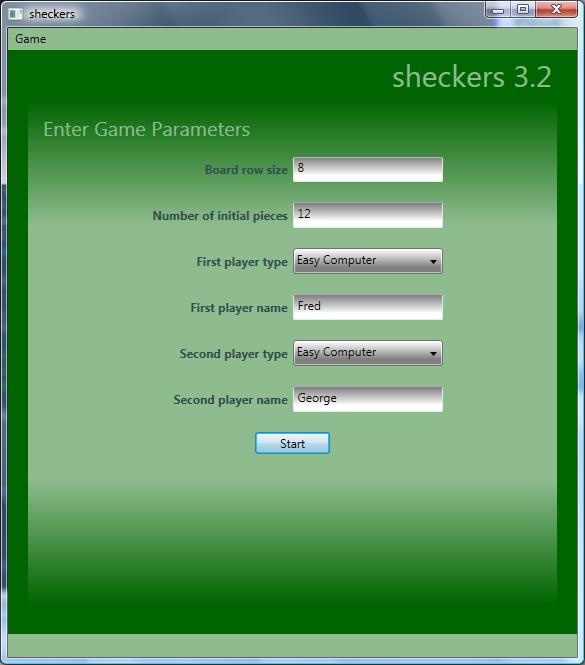 sheckers
Game
sheckers 3.2
Enter Game Parameters
Board row size 8
Number of initial pieces 12
First player type Easy Computer
First player name Fred
Second player type Easy Computer
Second player name George
Start